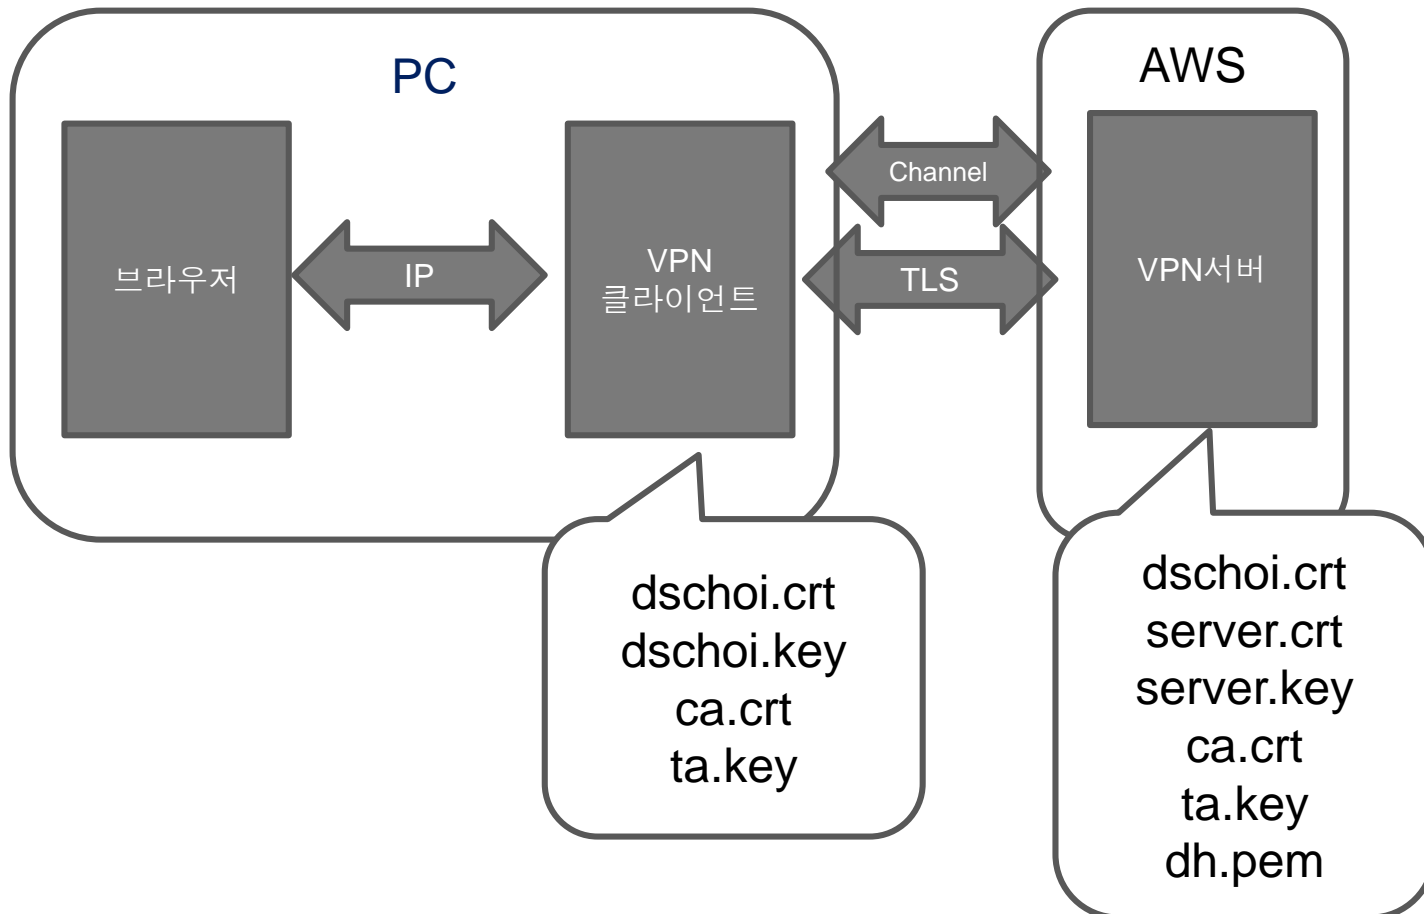 PC
AWS
브라우저
IP
VPN
클라이언트
Channel
TLS
VPN서버
dschoi.crt
dschoi.key
ca.crt
ta.key
dschoi.crt
server.crt
server.key
ca.crt
ta.key
dh.pem